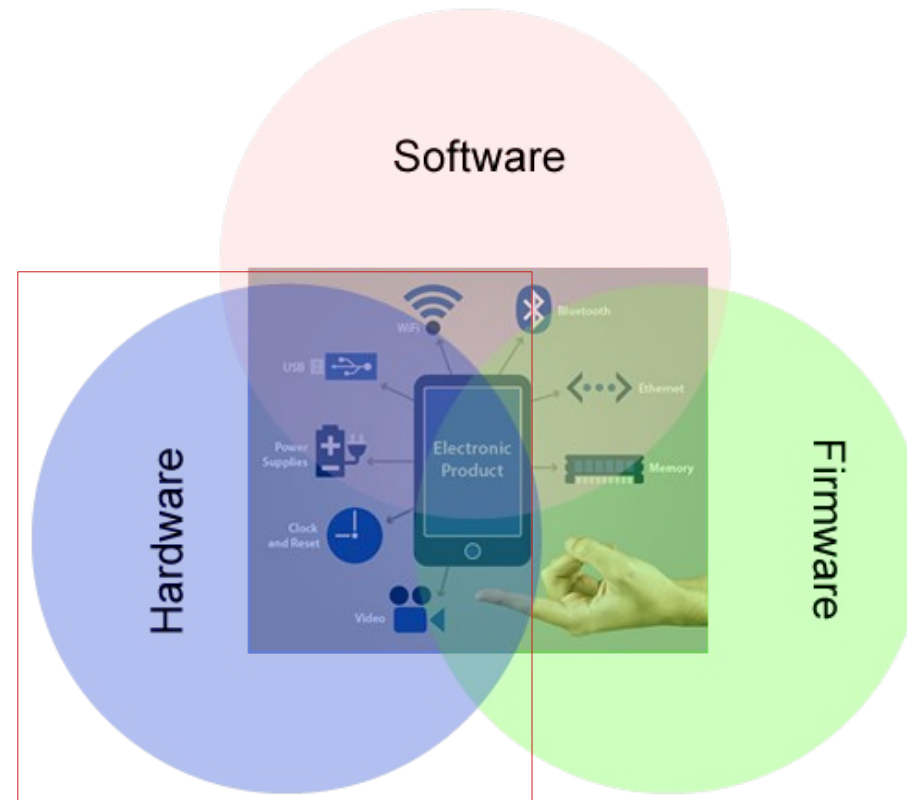 Software
WiFi
Bluetooth
USB
Ethernet
Electronic
Product
Power
Supplies
Memory
Clock
and Reset
Video
Hardware
Firmware